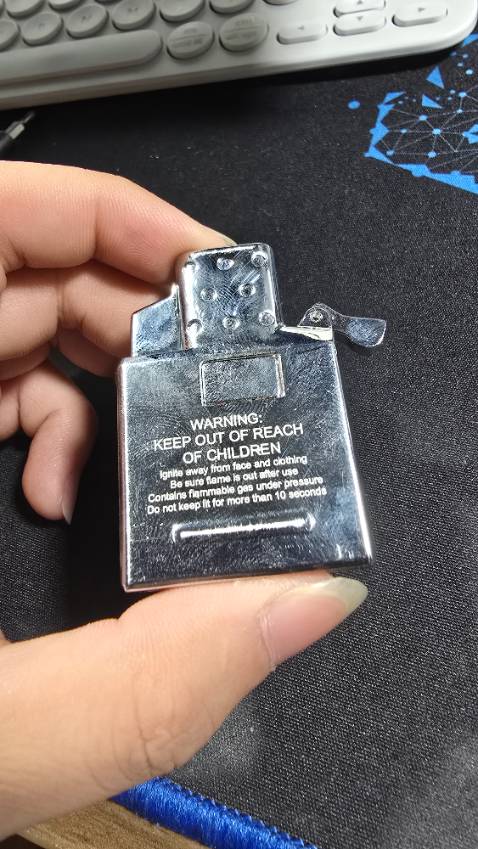 WARNING:
KEEP OUT OF REACH
OF CHILDREN
Ignite away from face and clothing
Be sure flame is out after use
Contains flammable gas under pressure
Do not keep lit for more than 10 seconds